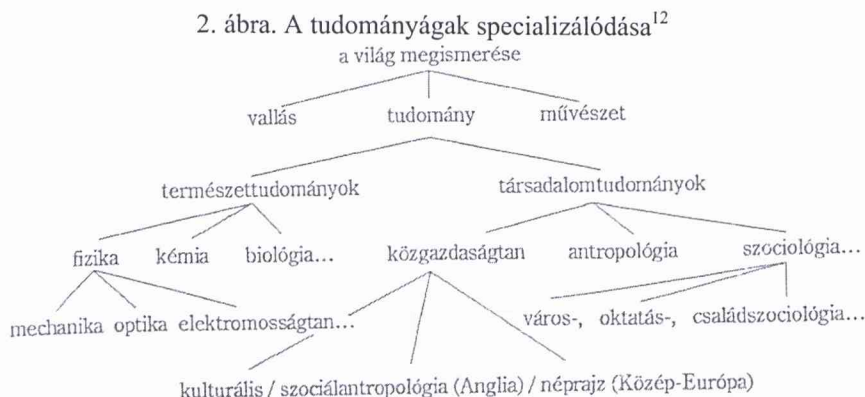 2. ábra. A tudományágak specializálódása12
a világ megismerése
vallás tudomány művészet
természettudományok társadalomtudományok
fizika kémia biológia... közgazdaságtan antropológia szociológia...
mechanika optika elektromosságtan... város-, oktatás-, családszociológia...
kulturális / szociálantropológia (Anglia) / néprajz (Közép-Európa)